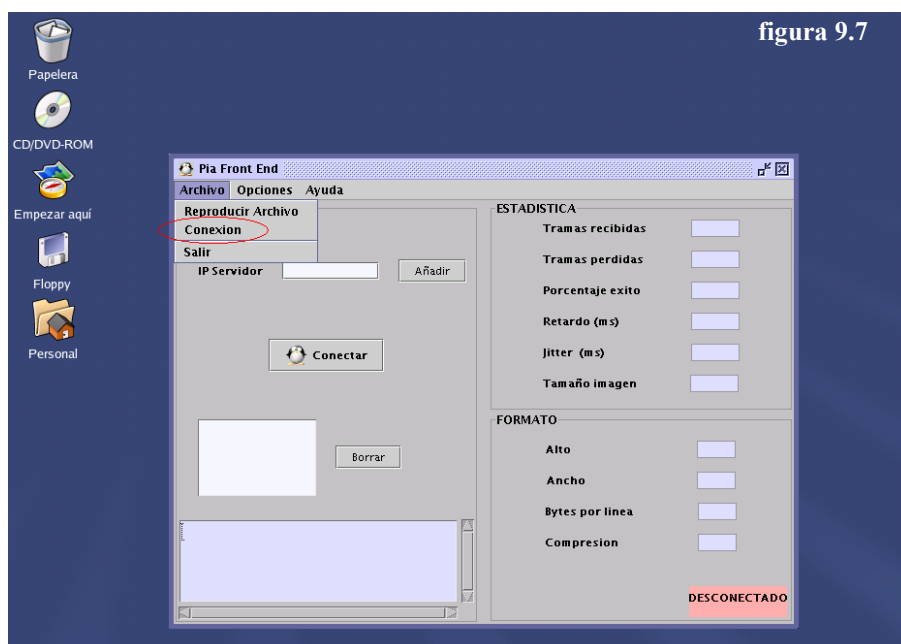 figura 9.7
Papelera
CD/DVD-ROM
Empezar aquí
Floppy
Personal
Pia Front End
Archivo Opciones Ayuda
Reproducir Archivo
Conexion
Salir
IP Servidor
Añadir
Conectar
Borrar
ESTADISTICA
Tramas recibidas
Tramas perdidas
Porcentaje exito
Retardo (ms)
Jitter (ms)
Tamaño imagen
FORMATO
Alto
Ancho
Bytes por linea
Compresion
DESCONECTADO